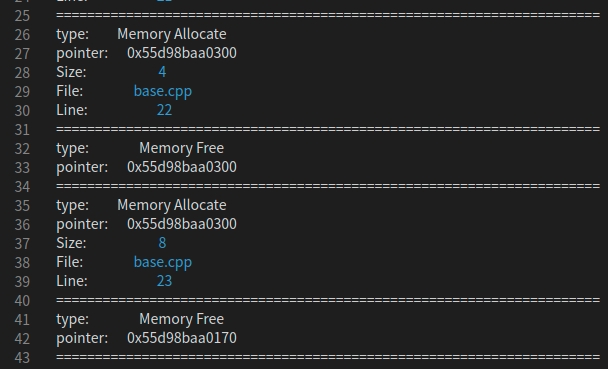 25 ======================================================================
26 type: Memory Allocate
27 pointer: 0x55d98baa0300
28 Size: 4
29 File: base.cpp
30 Line: 22
31 ======================================================================
32 type: Memory Free
33 pointer: 0x55d98baa0300
34 ======================================================================
35 type: Memory Allocate
36 pointer: 0x55d98baa0300
37 Size: 8
38 File: base.cpp
39 Line: 23
40 ======================================================================
41 type: Memory Free
42 pointer: 0x55d98baa0170
43 ======================================================================